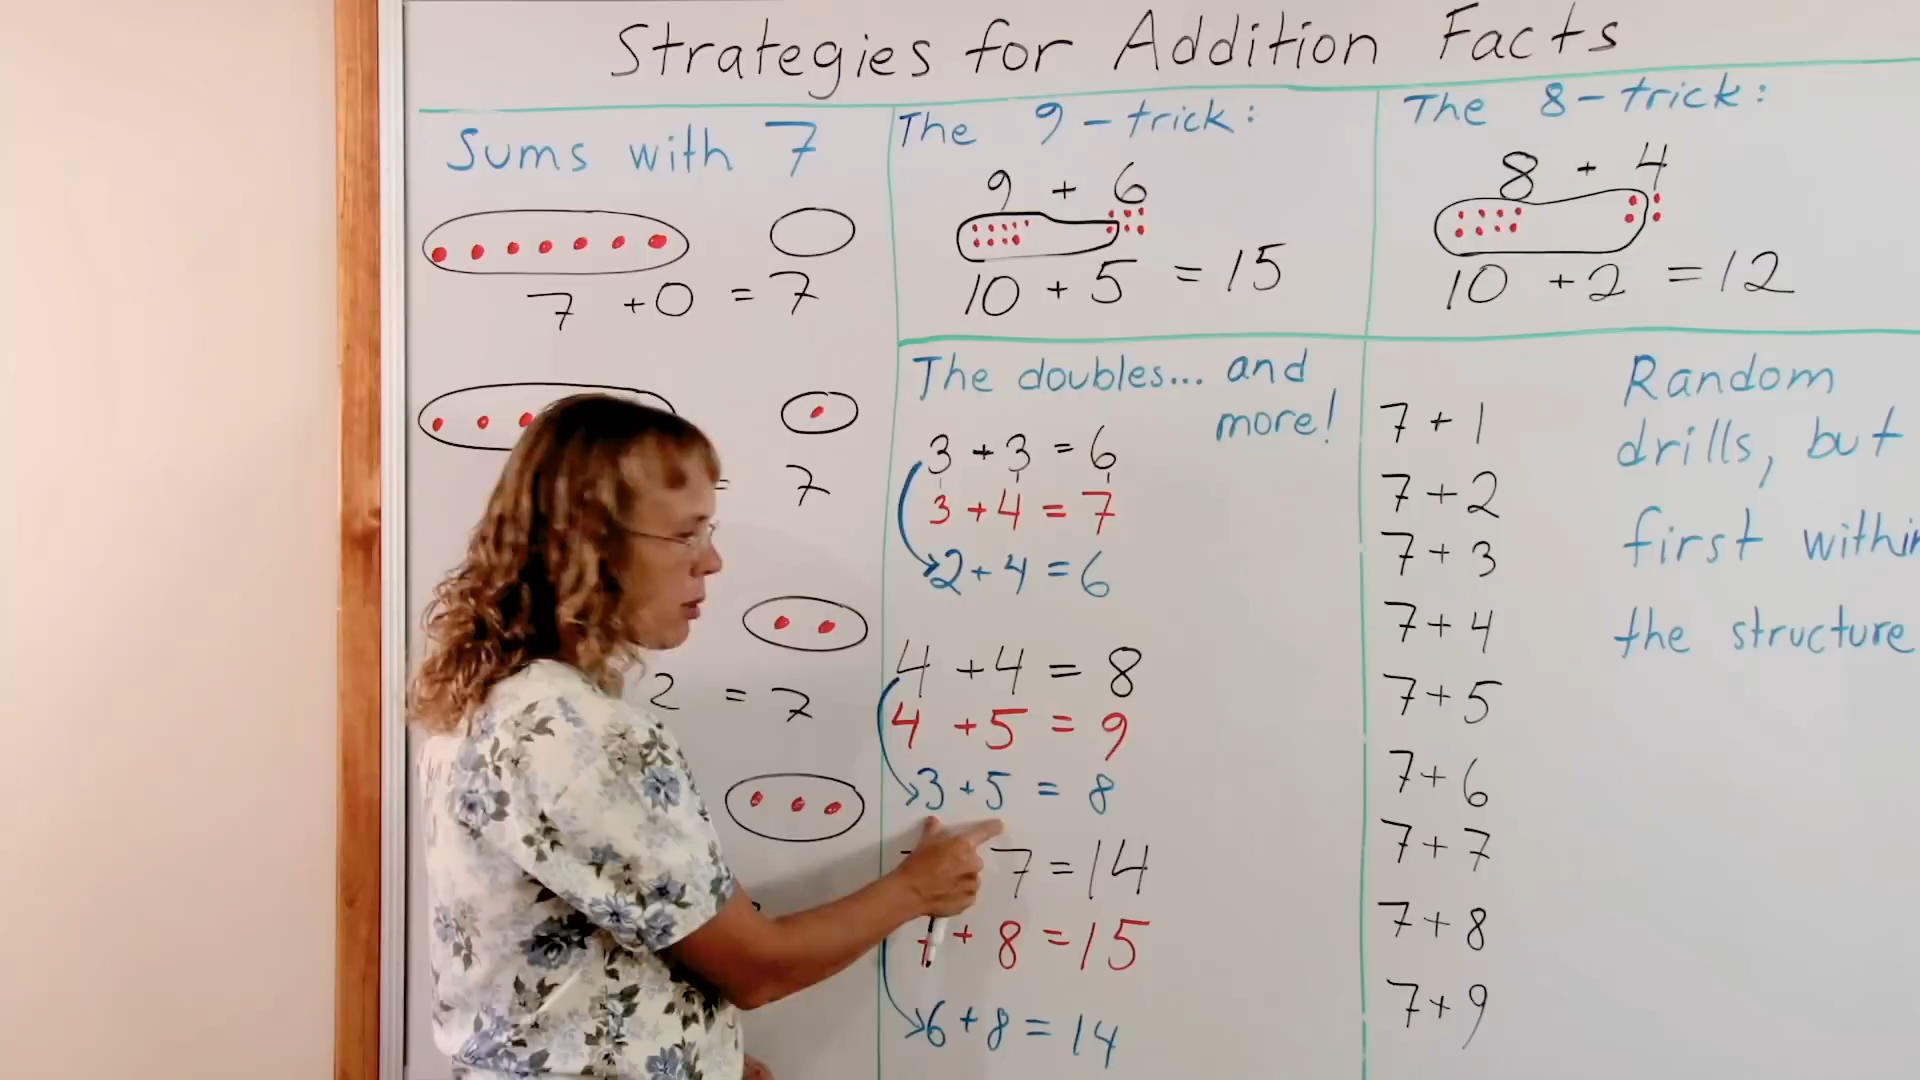 Strategies for Addition Facts
Sums with 7
7 + 0 = 7
= 7
2 = 7
The 9-trick:
9 + 6
10 + 5 = 15
The 8-trick:
8 + 4
10 + 2 = 12
The doubles... and
more!
3 + 3 = 6
3 + 4 = 7
2 + 4 = 6
4 + 4 = 8
4 + 5 = 9
3 + 5 = 8
7 = 14
7 + 8 = 15
6 + 8 = 14
7 + 1
7 + 2
7 + 3
7 + 4
7 + 5
7 + 6
7 + 7
7 + 8
7 + 9
Random
drills, but
first within
the structure